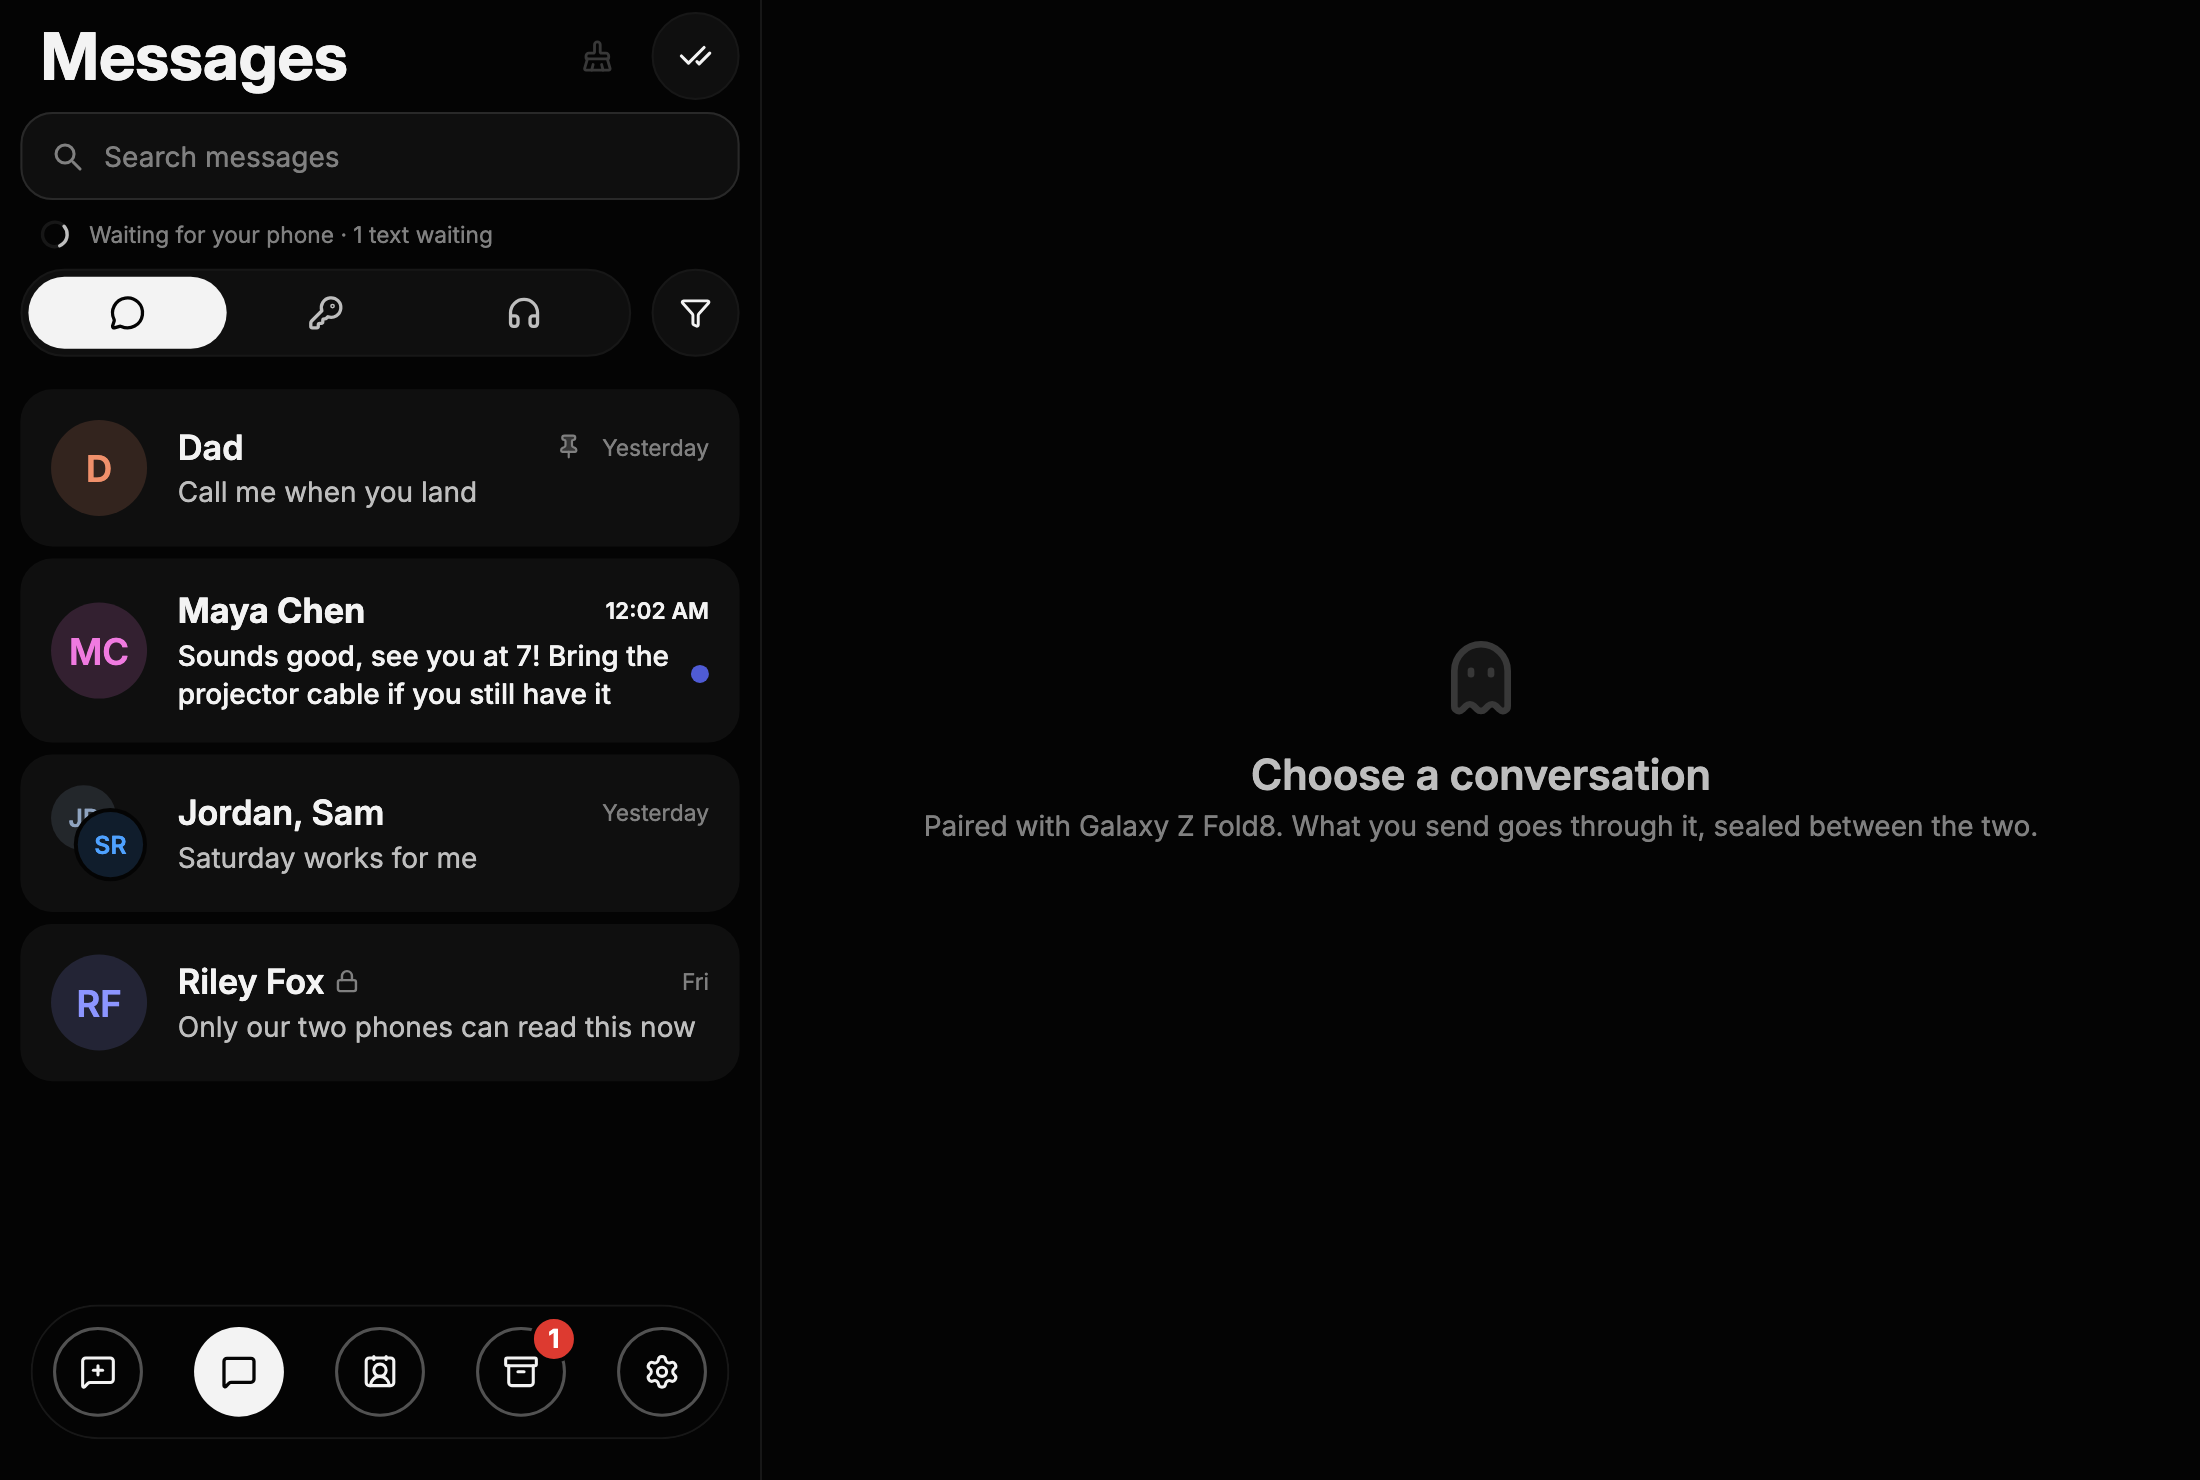 Messages
Search messages
Waiting for your phone · 1 text waiting
D
Dad
Yesterday
Call me when you land
MC
Maya Chen
12:02 AM
Sounds good, see you at 7! Bring the
projector cable if you still have it
SR
Jordan, Sam
Yesterday
Saturday works for me
RF
Riley Fox
Fri
Only our two phones can read this now
1
Choose a conversation
Paired with Galaxy Z Fold8. What you send goes through it, sealed between the two.